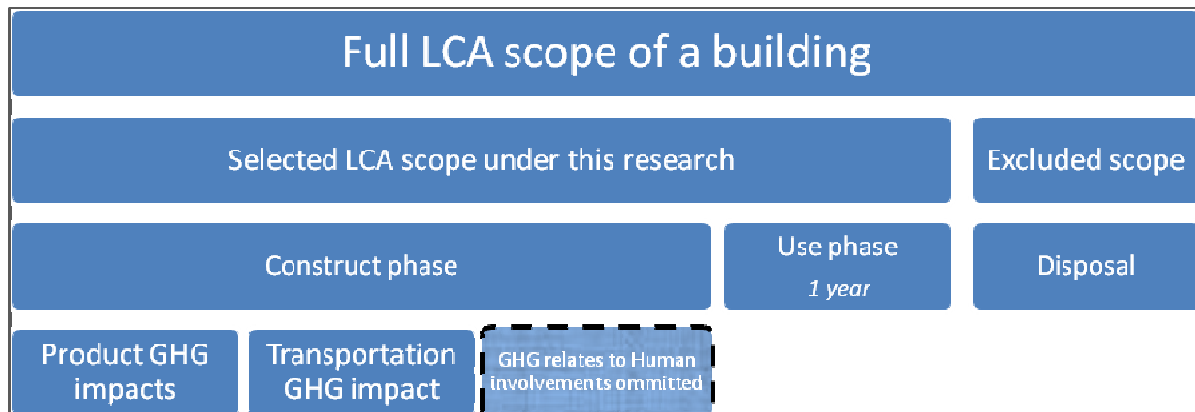 Full LCA scope of a building
Selected LCA scope under this research
Excluded scope
Construct phase
Use phase
1 year
Disposal
Product GHG
impacts
Transportation
GHG impact
GHG relates to Human
involvements ommitted